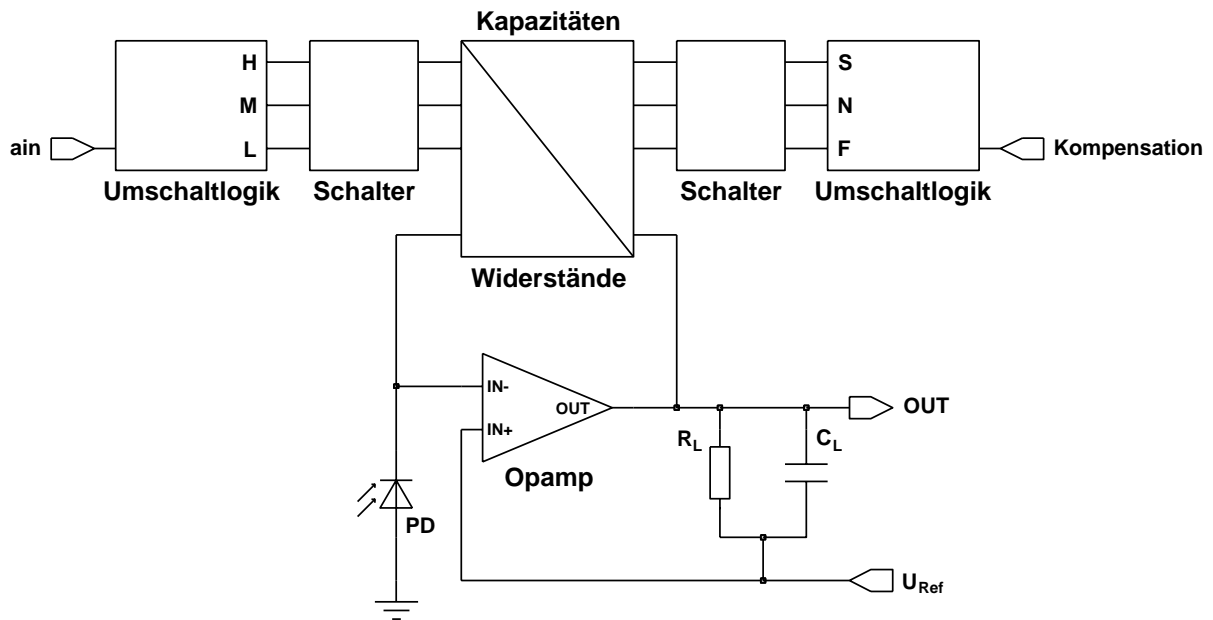 Kapazitäten
H
S
M
N
ain
L
F
Kompensation
Umschaltlogik
Schalter
Schalter
Umschaltlogik
Widerstände
IN-
OUT
OUT
IN+
R_L
C_L
Opamp
PD
U_Ref